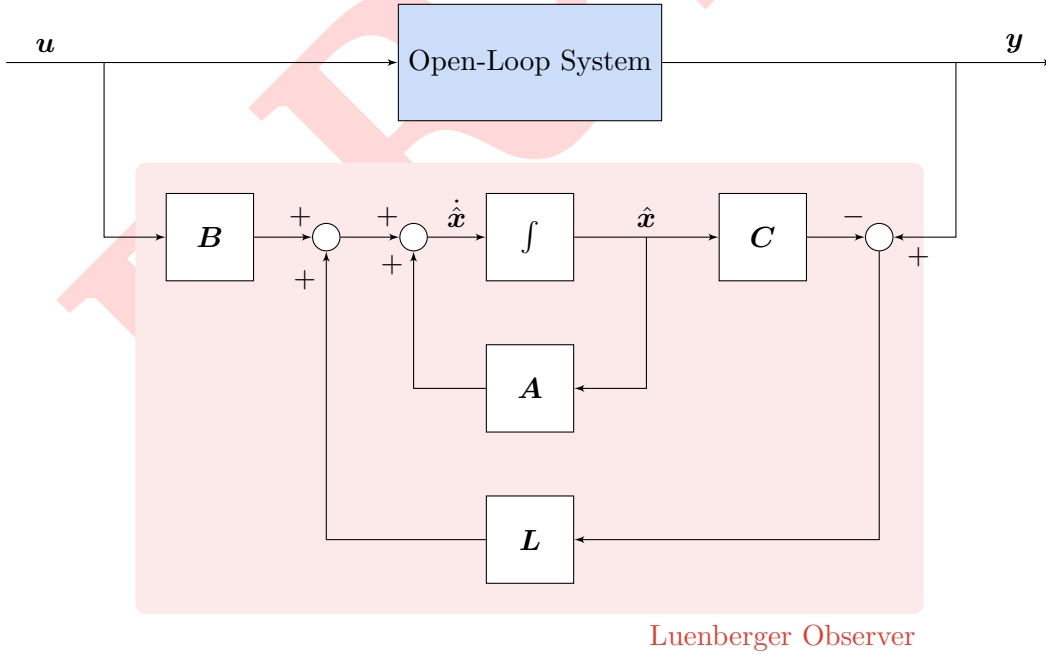 u
y
Open-Loop System
+ + ẋ̂ x̂ −
B ∫ C
+ + +
A
L
Luenberger Observer